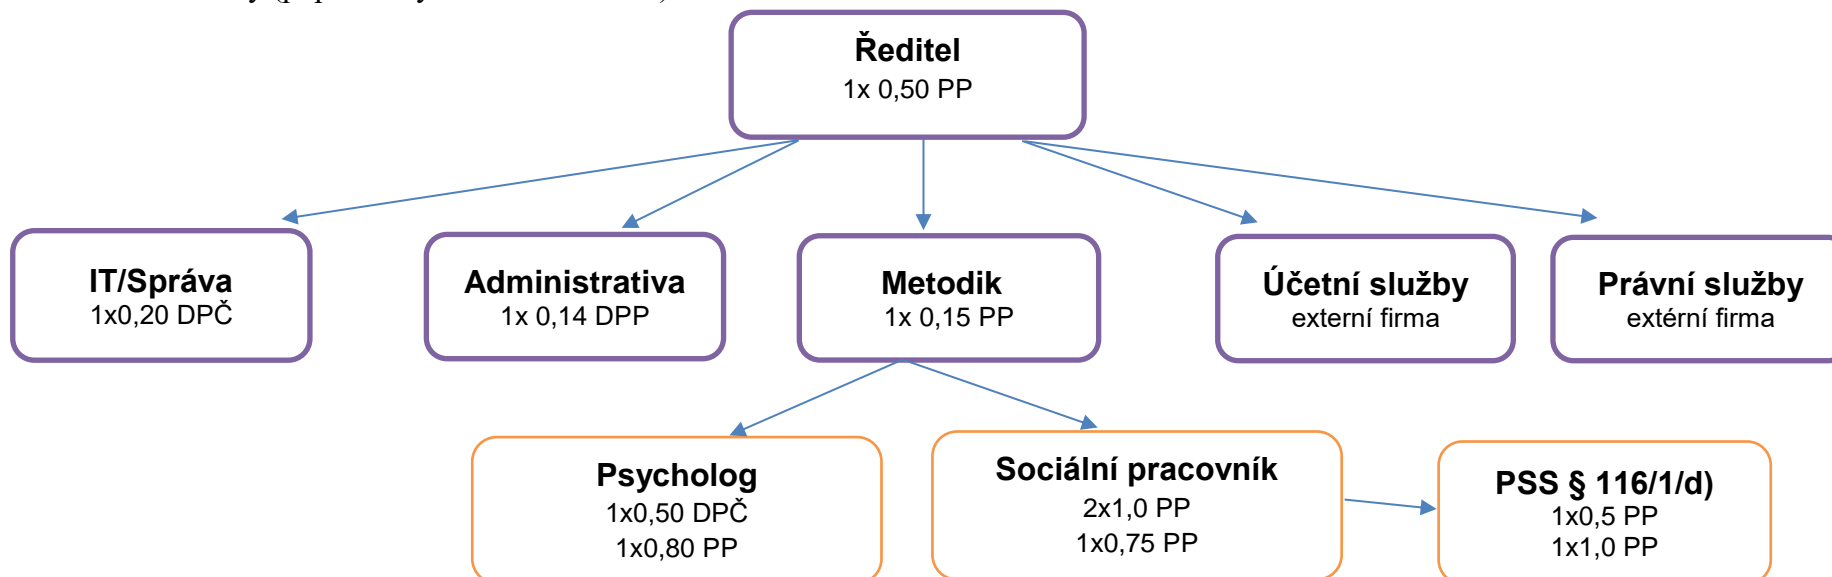 Ředitel
1x 0,50 PP
IT/Správa
1x0,20 DPČ
Administrativa
1x 0,14 DPP
Metodik
1x 0,15 PP
Účetní služby
externí firma
Právní služby
extérní firma
Psycholog
1x0,50 DPČ
1x0,80 PP
Sociální pracovník
2x1,0 PP
1x0,75 PP
PSS § 116/1/d)
1x0,5 PP
1x1,0 PP